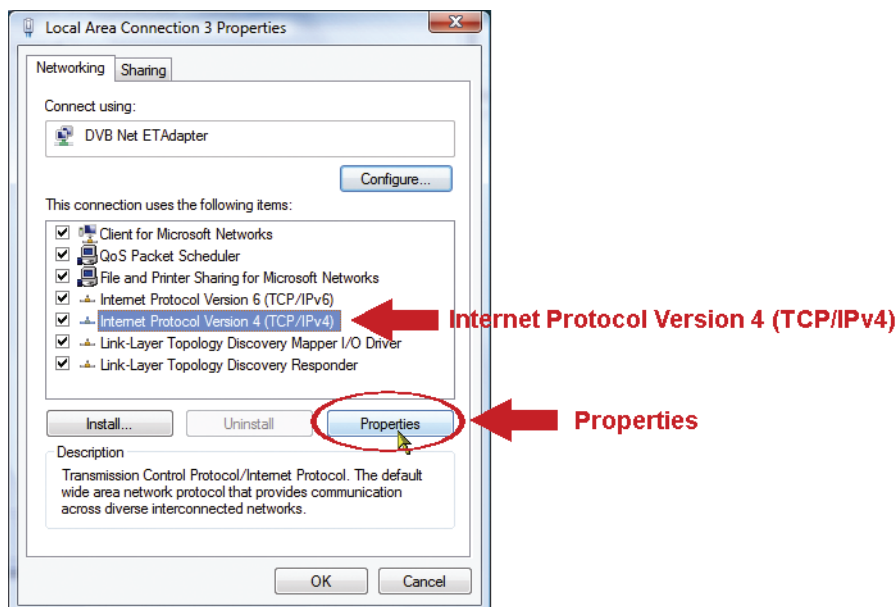 Local Area Connection 3 Properties
Networking
Sharing
Connect using:
DVB Net ETAdapter
Configure...
This connection uses the following items:
Client for Microsoft Networks
QoS Packet Scheduler
File and Printer Sharing for Microsoft Networks
Internet Protocol Version 6 (TCP/IPv6)
Internet Protocol Version 4 (TCP/IPv4)
Internet Protocol Version 4 (TCP/IPv4)
Link-Layer Topology Discovery Mapper I/O Driver
Link-Layer Topology Discovery Responder
Install...
Uninstall
Properties
Properties
Description
Transmission Control Protocol/Internet Protocol. The default
wide area network protocol that provides communication
across diverse interconnected networks.
OK
Cancel